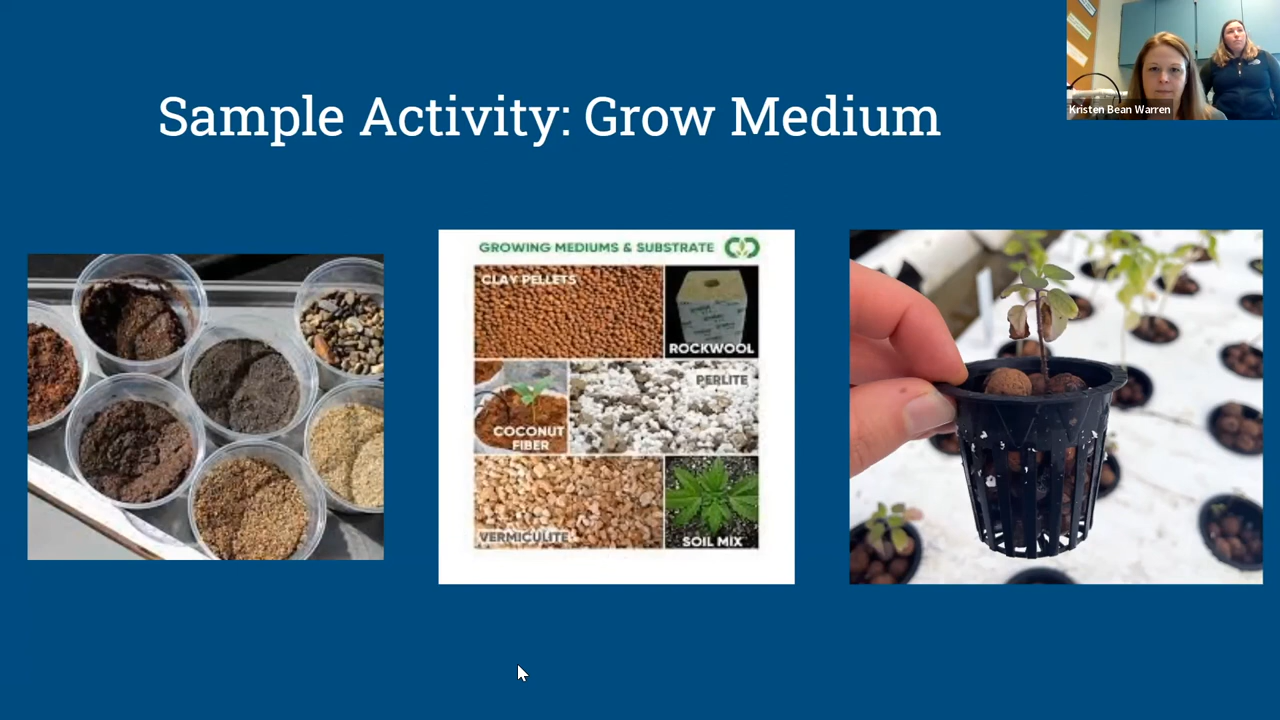 Sample Activity: Grow Medium
Kristen Bean Warren
GROWING MEDIUMS & SUBSTRATE
CLAY PELLETS
ROCKWOOL
COCONUT
FIBER
PERLITE
VERMICULITE
SOIL MIX